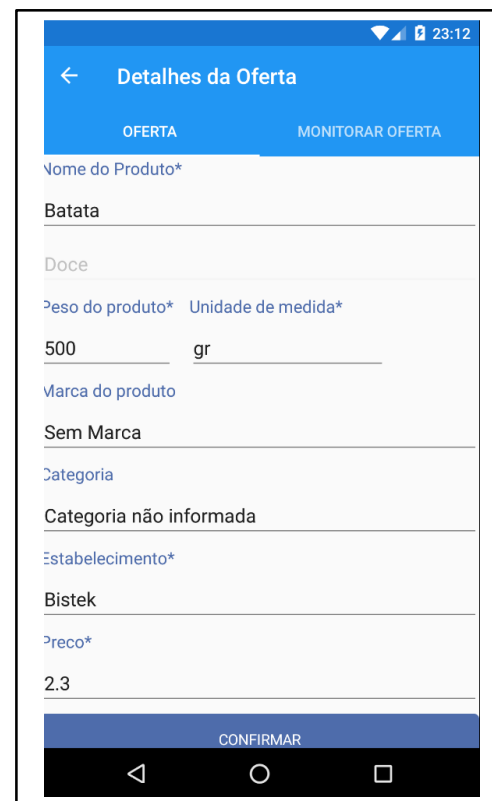 23:12
Detalhes da Oferta
OFERTA MONITORAR OFERTA
Nome do Produto*
Batata
Doce
Peso do produto* Unidade de medida*
500 gr
Marca do produto
Sem Marca
Categoria
Categoria não informada
Estabelecimento*
Bistek
Preco*
2.3
CONFIRMAR